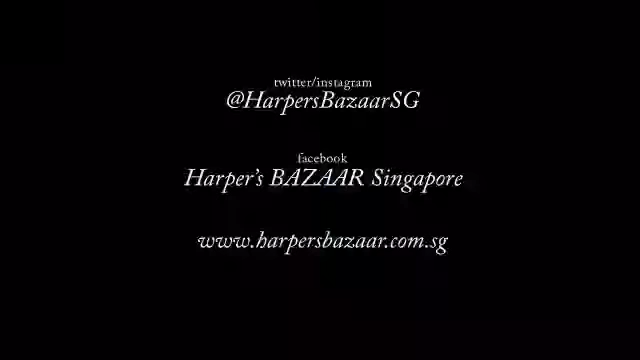 twitter/instagram
@HarpersBazaarSG
facebook
Harper's BAZAAR Singapore
www.harpersbazaar.com.sg